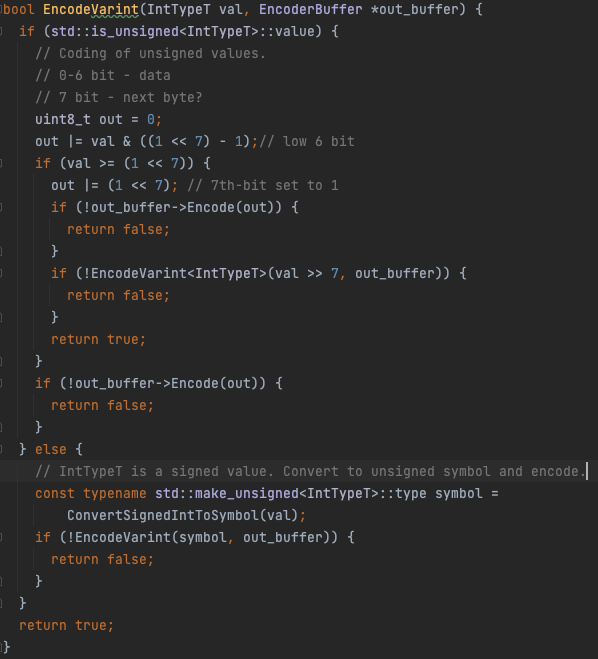 bool EncodeVarint(IntTypeT val, EncoderBuffer *out_buffer) {
  if (std::is_unsigned<IntTypeT>::value) {
    // Coding of unsigned values.
    // 0-6 bit - data
    // 7 bit - next byte?
    uint8_t out = 0;
    out |= val & ((1 << 7) - 1);// low 6 bit
    if (val >= (1 << 7)) {
      out |= (1 << 7); // 7th-bit set to 1
      if (!out_buffer->Encode(out)) {
        return false;
      }
      if (!EncodeVarint<IntTypeT>(val >> 7, out_buffer)) {
        return false;
      }
      return true;
    }
    if (!out_buffer->Encode(out)) {
      return false;
    }
  } else {
    // IntTypeT is a signed value. Convert to unsigned symbol and encode.
    const typename std::make_unsigned<IntTypeT>::type symbol =
        ConvertSignedIntToSymbol(val);
    if (!EncodeVarint(symbol, out_buffer)) {
      return false;
    }
  }
  return true;
}